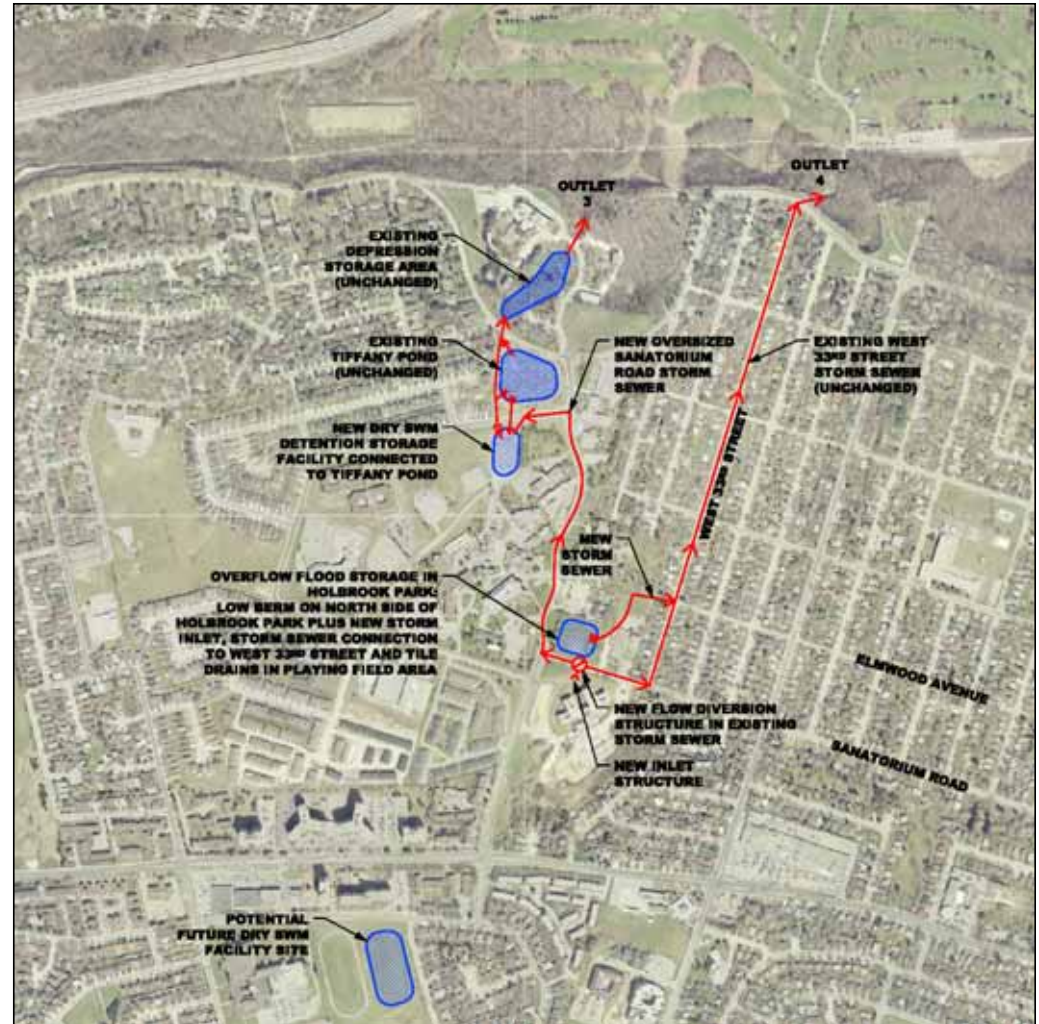 OUTLET
3
OUTLET
4
EXISTING
DEPRESSION
STORAGE AREA
(UNCHANGED)
EXISTING
TIFFANY POND
(UNCHANGED)
NEW OVERSIZED
SANATORIUM
ROAD STORM
SEWER
EXISTING WEST
33RD STREET
STORM SEWER
(UNCHANGED)
NEW DRY SWM
DETENTION STORAGE
FACILITY CONNECTED
TO TIFFANY POND
WEST 33RD STREET
NEW
STORM
SEWER
OVERFLOW FLOOD STORAGE IN
HOLBROOK PARK:
LOW BERM ON NORTH SIDE OF
HOLBROOK PARK PLUS NEW STORM
INLET, STORM SEWER CONNECTION
TO WEST 33RD STREET AND TILE
DRAINS IN PLAYING FIELD AREA
ELMWOOD AVENUE
NEW FLOW DIVERSION
STRUCTURE IN EXISTING
STORM SEWER
SANATORIUM ROAD
NEW INLET
STRUCTURE
POTENTIAL
FUTURE DRY SWM
FACILITY SITE